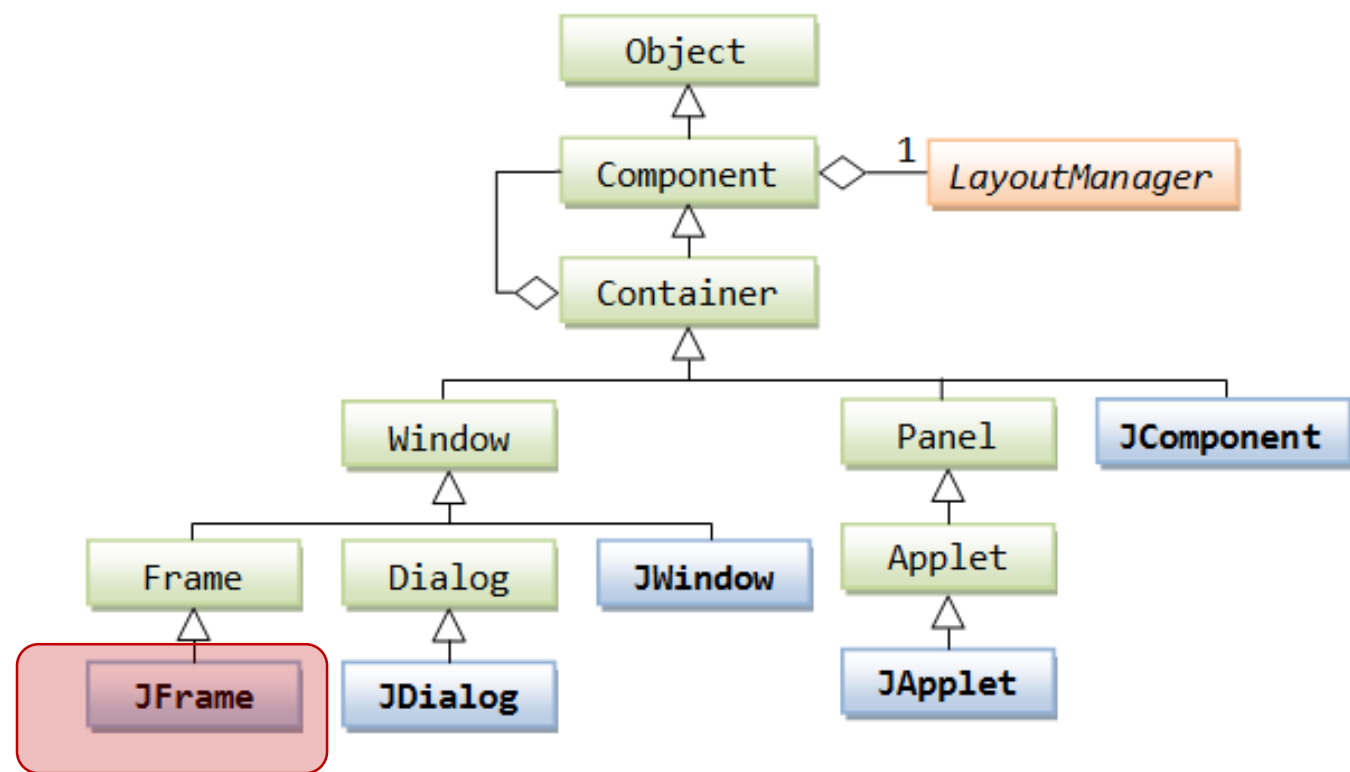 Object
Component
1
LayoutManager
Container
Window
Panel
JComponent
Frame
Dialog
JWindow
Applet
JFrame
JDialog
JApplet